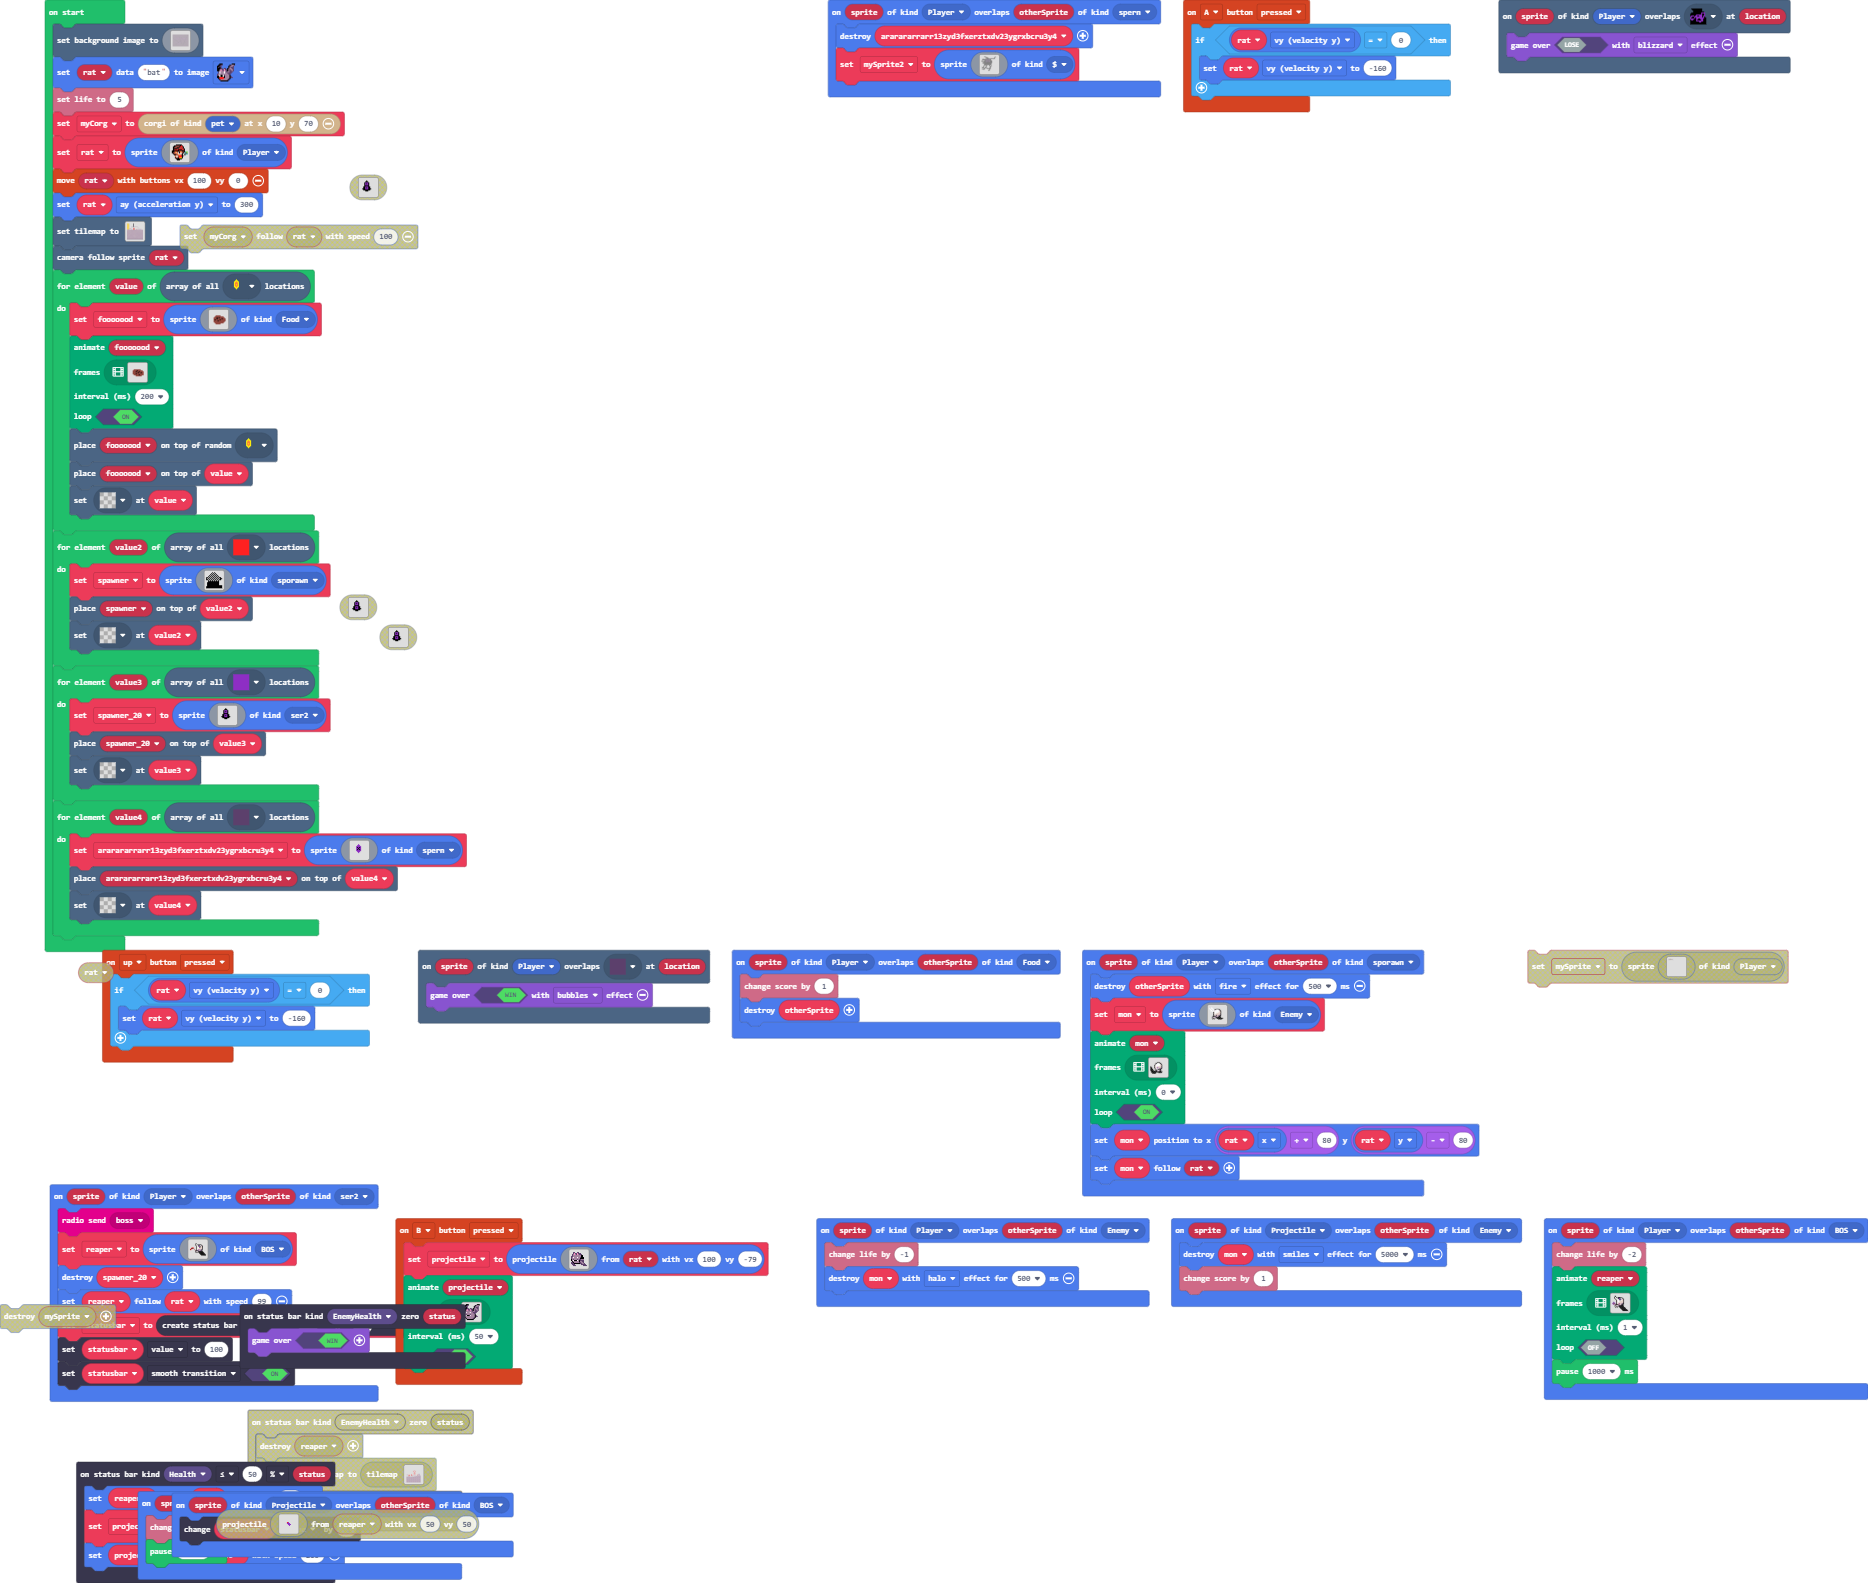 on start
set background image to
set rat data "bat" to image
set life to 5
set myCorg to corgi of kind pet at x 10 y 70
set rat to sprite of kind Player
move rat with buttons vx 100 vy 0
set rat ay (acceleration y) to 300
set tilemap to
set myCorg follow rat with speed 100
camera follow sprite rat
for element value of array of all locations
do
set fooooood to sprite of kind Food
animate fooooood
frames
interval (ms) 200
loop ON
place fooooood on top of random
place fooooood on top of value
set at value
for element value2 of array of all locations
do
set spawner to sprite of kind sporawn
place spawner on top of value2
set at value2
for element value3 of array of all locations
do
set spawner_20 to sprite of kind ser2
place spawner_20 on top of value3
set at value3
for element value4 of array of all locations
do
set to sprite of kind spern
place on top of value4
set at value4
on sprite of kind Player overlaps otherSprite of kind spern
destroy
set mySprite2 to sprite of kind $
on A button pressed
if rat vy (velocity y) = 0 then
set rat vy (velocity y) to -160
on sprite of kind Player overlaps at location
game over LOSE with blizzard effect
rat
on up button pressed
if rat vy (velocity y) = 0 then
set rat vy (velocity y) to -160
on sprite of kind Player overlaps at location
game over WIN with bubbles effect
on sprite of kind Player overlaps otherSprite of kind Food
change score by 1
destroy otherSprite
on sprite of kind Player overlaps otherSprite of kind sporawn
destroy otherSprite with fire effect for 500 ms
set mon to sprite of kind Enemy
animate mon
frames
interval (ms) 0
loop ON
set mon position to x rat x + 80 y rat y - 80
set mon follow rat
set mySprite to sprite of kind Player
on sprite of kind Player overlaps otherSprite of kind ser2
radio send boss
set reaper to sprite of kind BOS
destroy spawner_20
set reaper follow rat with speed 99
destroy mySprite
to create status bar
set statusbar value to 100
set statusbar smooth transition ON
on B button pressed
set projectile to projectile from rat with vx 100 vy -79
animate projectile
interval (ms) 50
on status bar kind EnemyHealth zero status
game over WIN
on sprite of kind Player overlaps otherSprite of kind Enemy
change life by -1
destroy mon with halo effect for 500 ms
on sprite of kind Projectile overlaps otherSprite of kind Enemy
destroy mon with smiles effect for 5000 ms
change score by 1
on sprite of kind Player overlaps otherSprite of kind BOS
change life by -2
animate reaper
frames
interval (ms) 1
loop OFF
pause 1000 ms
on status bar kind EnemyHealth zero status
destroy reaper
to tilemap
on status bar kind Health ≤ 50 % status
set
set
set
on
pause
on sprite of kind Projectile overlaps otherSprite of kind BOS
change
projectile from reaper with vx 50 vy 50